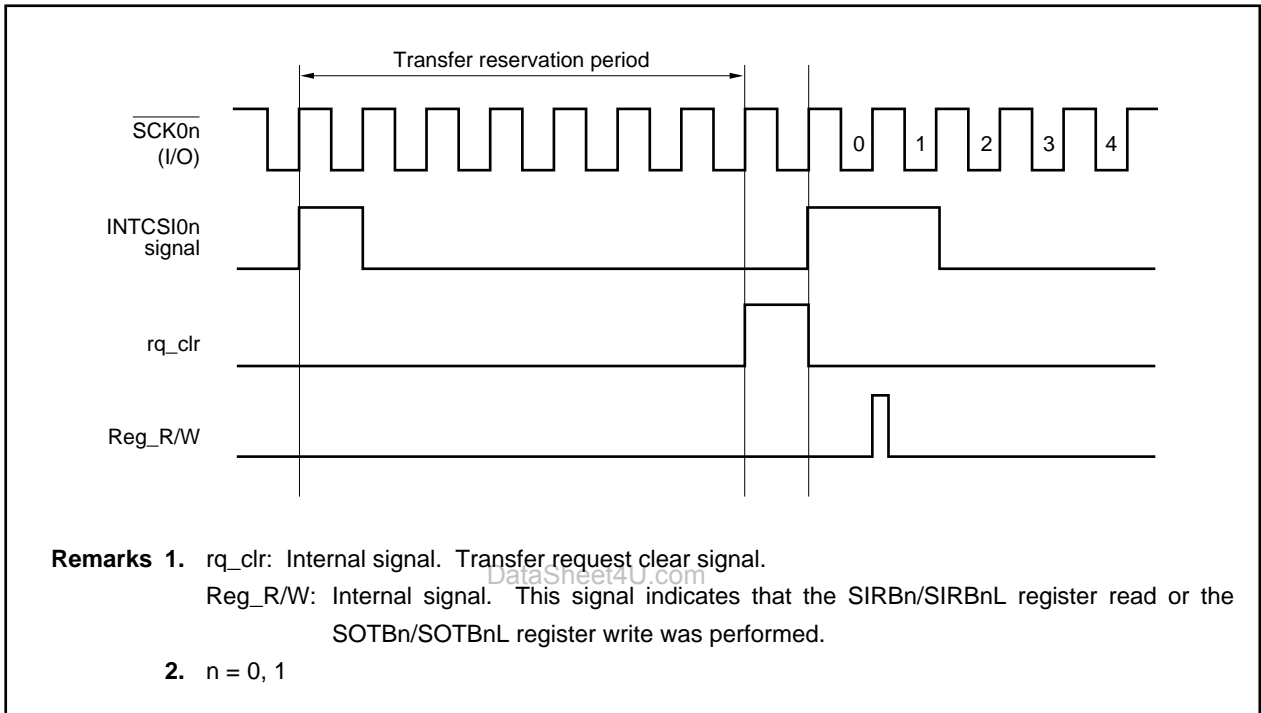 Transfer reservation period
SCK0n
(I/O)
0 1 2 3 4
INTCSI0n
signal
rq_clr
Reg_R/W
Remarks 1. rq_clr: Internal signal. Transfer request clear signal.
DataSheet4U.com
Reg_R/W: Internal signal. This signal indicates that the SIRBn/SIRBnL register read or the
SOTBn/SOTBnL register write was performed.
2. n = 0, 1